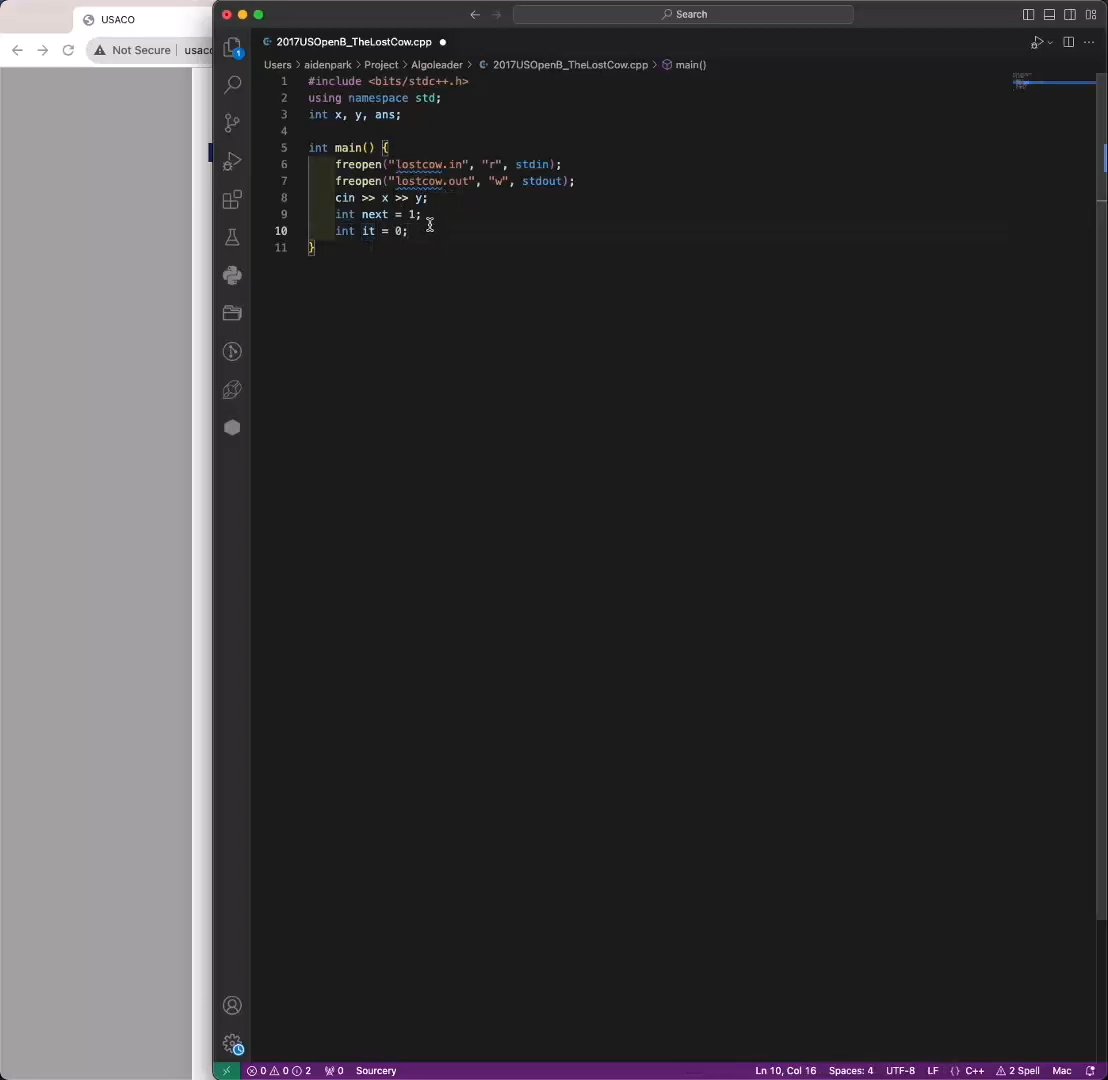 USACO
Not Secure
usaco
Search
2017USOpenB_TheLostCow.cpp
Users > aidenpark > Project > Algoleader > 2017USOpenB_TheLostCow.cpp > main()
1 #include <bits/stdc++.h>
2 using namespace std;
3 int x, y, ans;
4
5 int main() {
6 freopen("lostcow.in", "r", stdin);
7 freopen("lostcow.out", "w", stdout);
8 cin >> x >> y;
9 int next = 1;
10 int it = 0;
11 }
1
0 0 2 0 Sourcery Ln 10, Col 16 Spaces: 4 UTF-8 LF {} C++ 2 Spell Mac